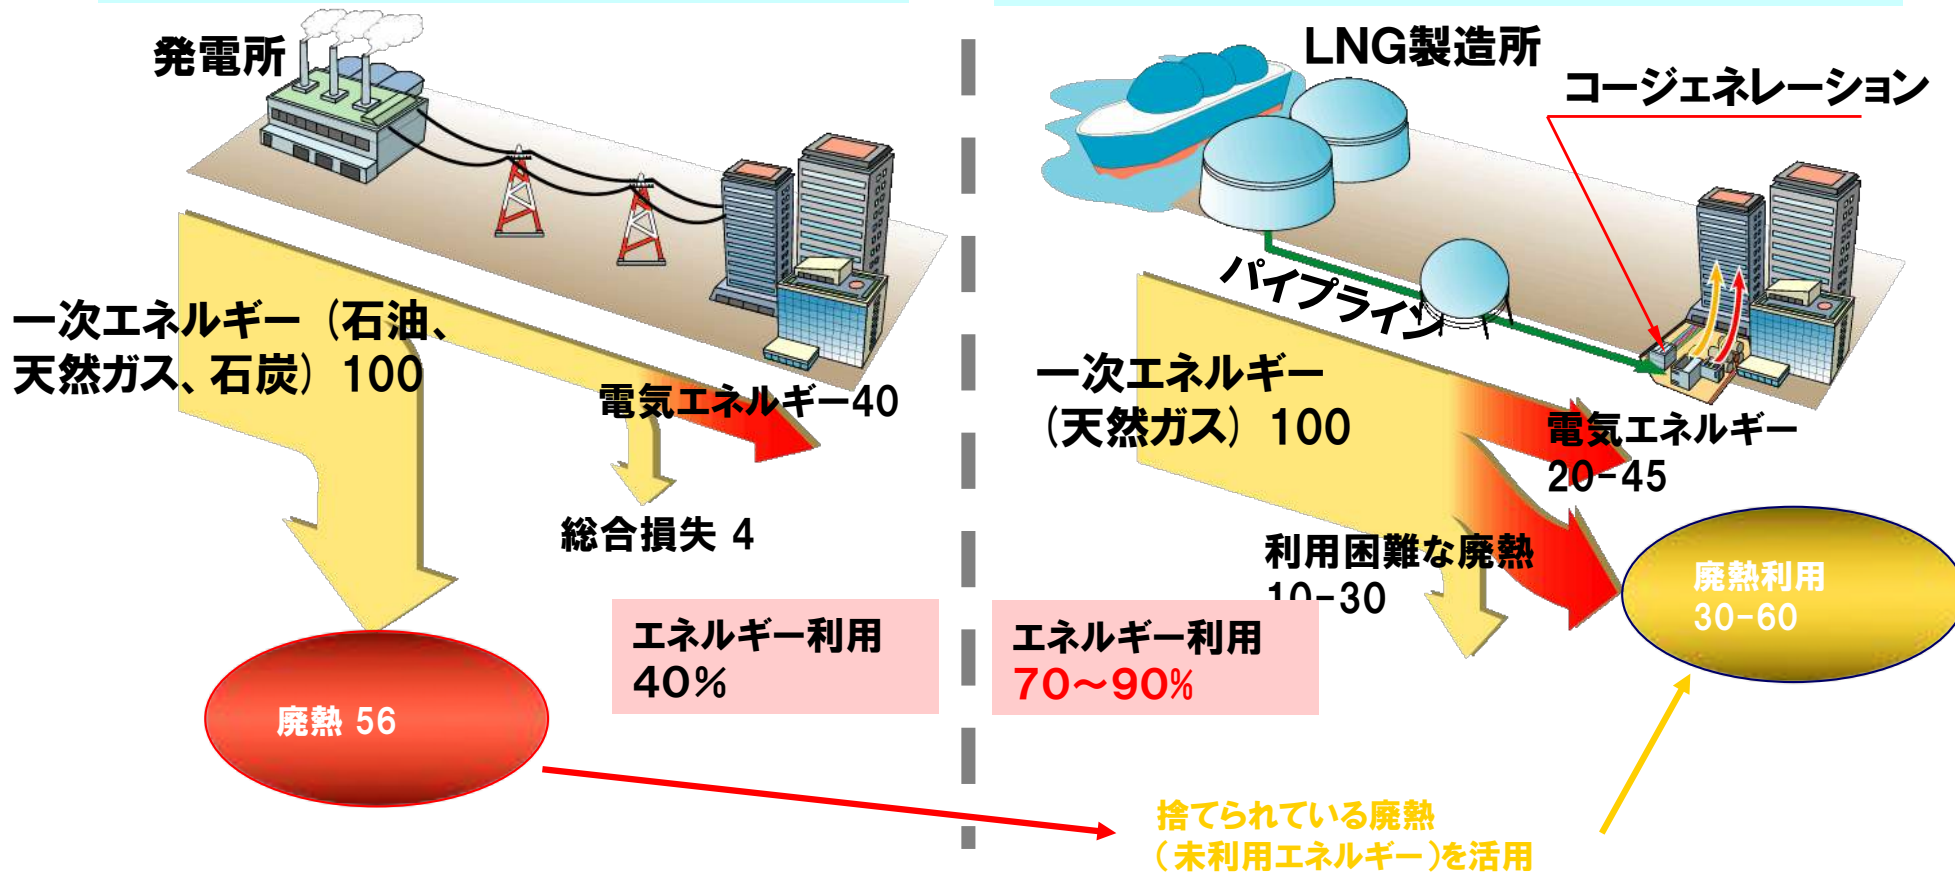 発電所
一次エネルギー（石油、
天然ガス、石炭）100
電気エネルギー40
総合損失 4
廃熱 56
エネルギー利用
40%
LNG製造所
コージェネレーション
パイプライン
一次エネルギー
（天然ガス）100
電気エネルギー
20-45
利用困難な廃熱
10-30
廃熱利用
30-60
エネルギー利用
70～90%
捨てられている廃熱
（未利用エネルギー）を活用